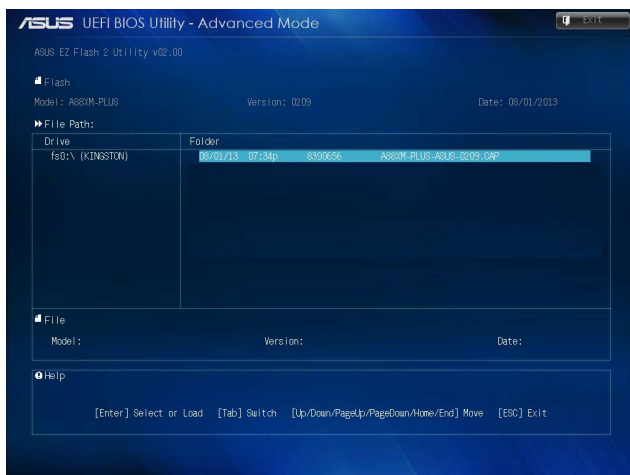 ASUS UEFI BIOS Utility - Advanced Mode Exit
ASUS EZ Flash 2 Utility v02.00
Flash
Model: A88XM-PLUS Version: 0209 Date: 08/01/2013
File Path:
Drive Folder
fs0:\ (KINGSTON) 08/01/13 07:34p 8390656 A88XM-PLUS-ASUS-0209.CAP
File
Model: Version: Date:
Help
[Enter] Select or Load [Tab] Switch [Up/Down/PageUp/PageDown/Home/End] Move [ESC] Exit